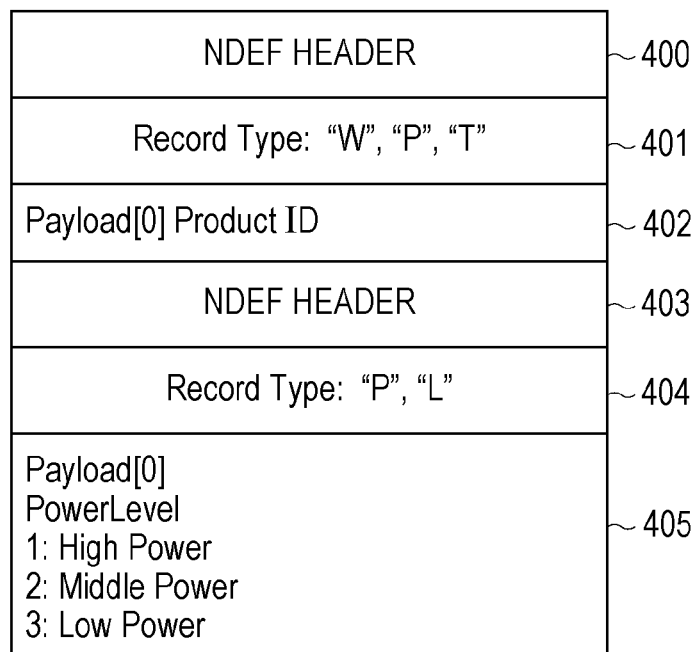 NDEF HEADER
~ 400
Record Type: “W”, “P”, “T”
~ 401
Payload[0] Product ID
~ 402
NDEF HEADER
~ 403
Record Type: “P”, “L”
~ 404
Payload[0]
PowerLevel
~ 405
1: High Power
2: Middle Power
3: Low Power